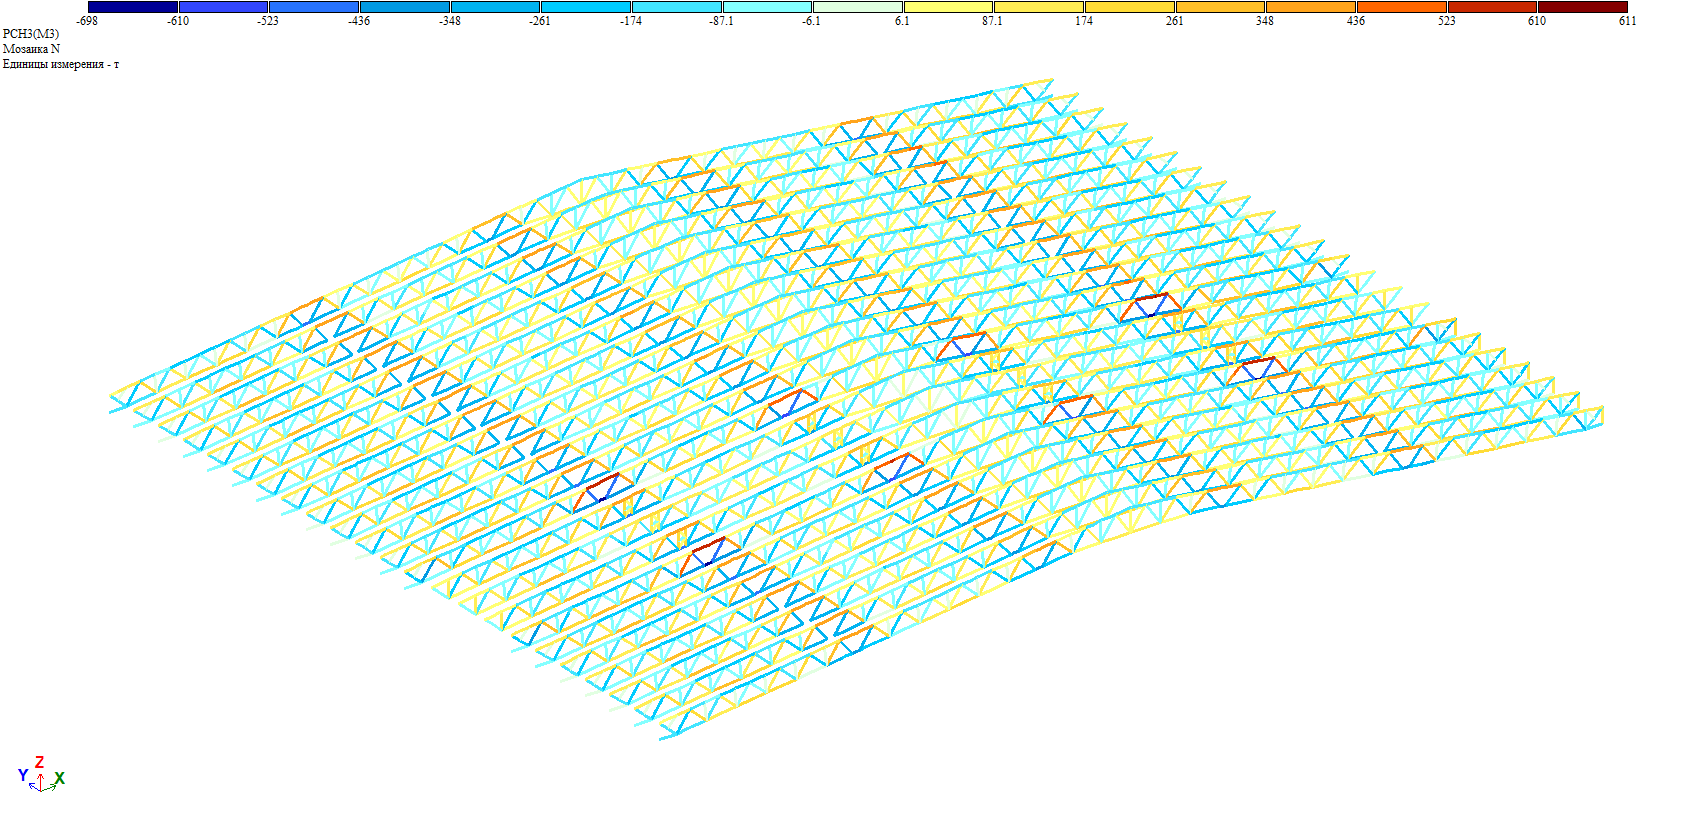 -698 -610 -523 -436 -348 -261 -174 -87.1 -6.1 6.1 87.1 174 261 348 436 523 610 611
РСН3(М3)
Мозаика N
Единицы измерения - т
Z
Y X